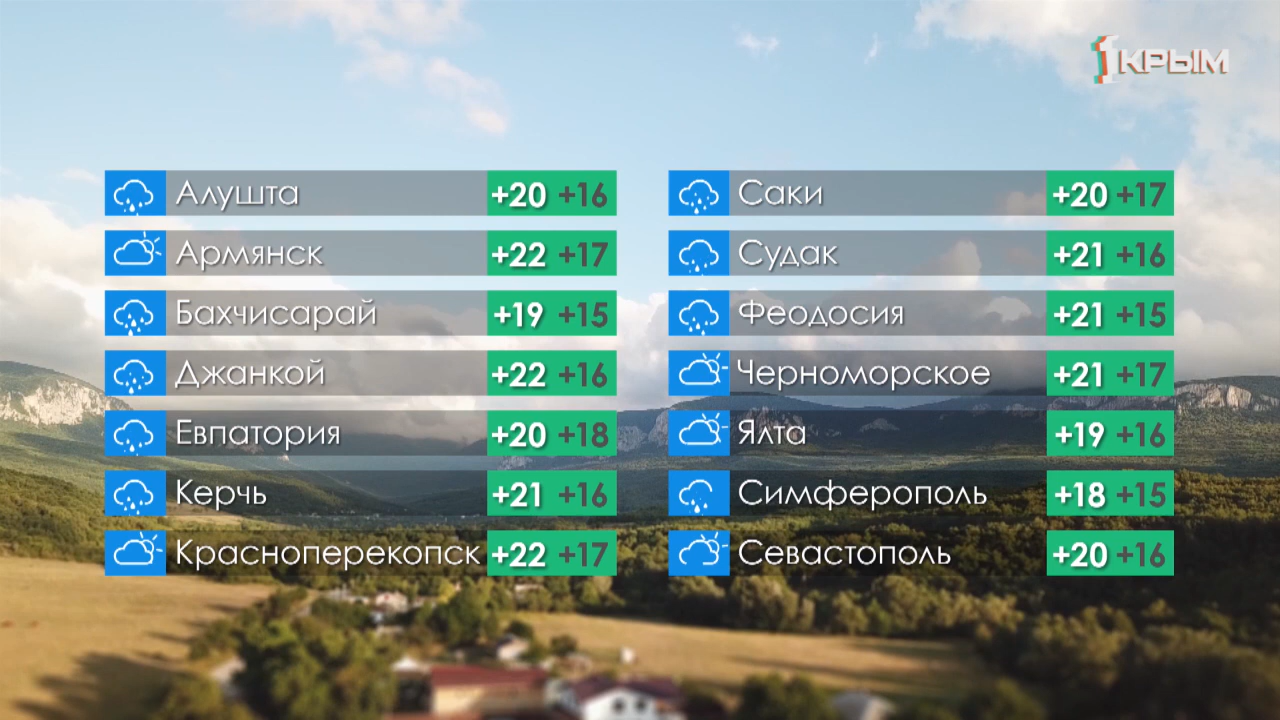 1 КРЫМ
Алушта +20 +16
Армянск +22 +17
Бахчисарай +19 +15
Джанкой +22 +16
Евпатория +20 +18
Керчь +21 +16
Красноперекопск +22 +17
Саки +20 +17
Судак +21 +16
Феодосия +21 +15
Черноморское +21 +17
Ялта +19 +16
Симферополь +18 +15
Севастополь +20 +16